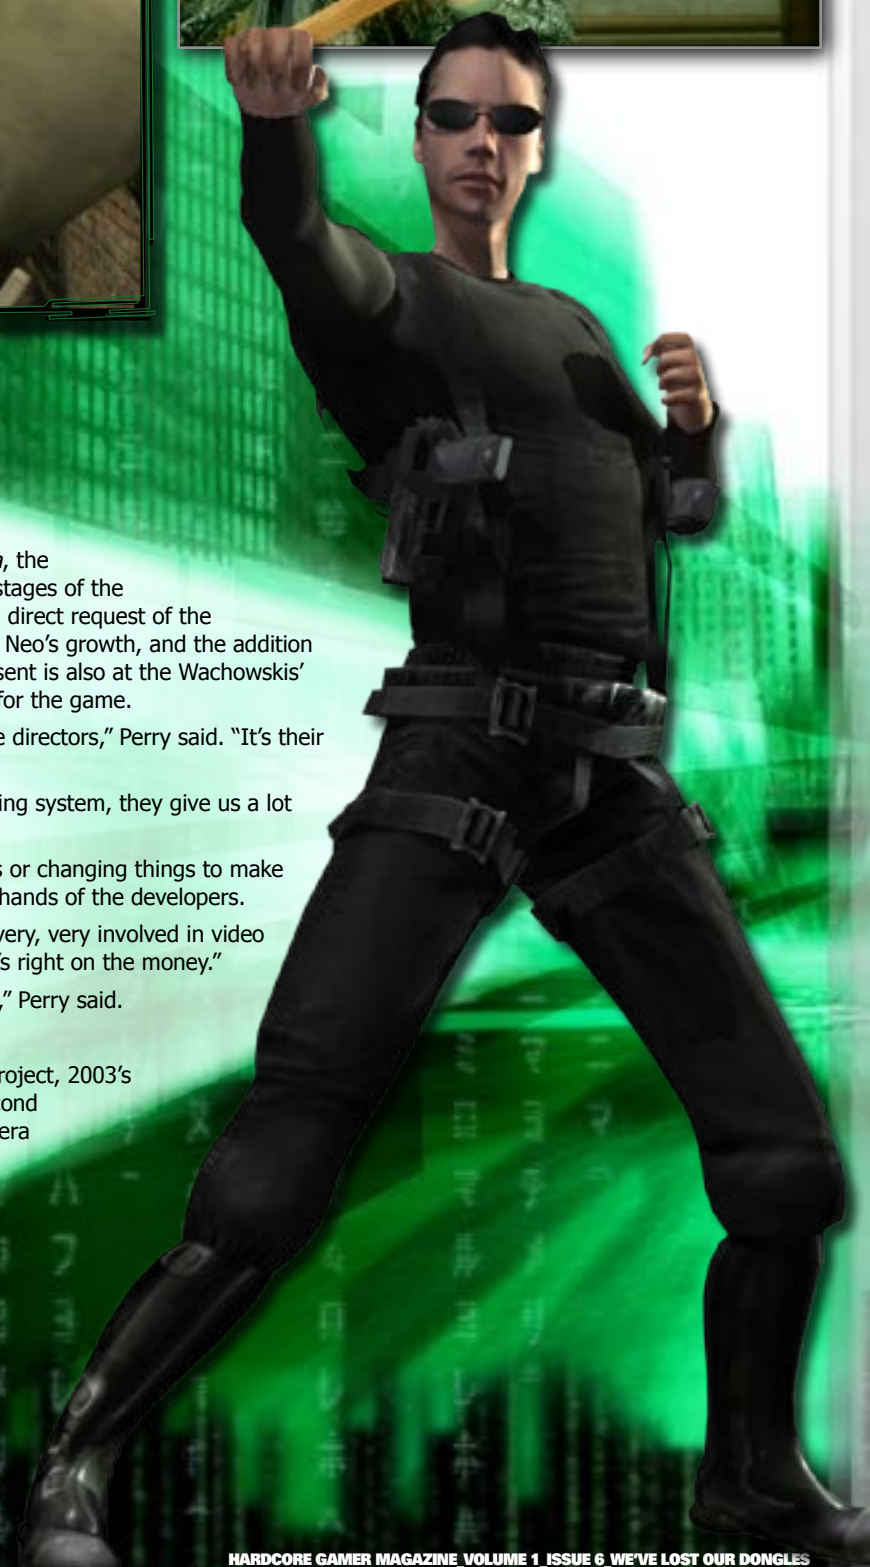 , the
stages of the
direct request of the
Neo’s growth, and the addition
sent is also at the Wachowskis’
for the game.
e directors,” Perry said. “It’s their
ing system, they give us a lot
s or changing things to make
hands of the developers.
very, very involved in video
’s right on the money.”
,” Perry said.
roject, 2003’s
cond
era
HARDCORE GAMER MAGAZINE_VOLUME 1_ISSUE 6_WE’VE LOST OUR DONGLES